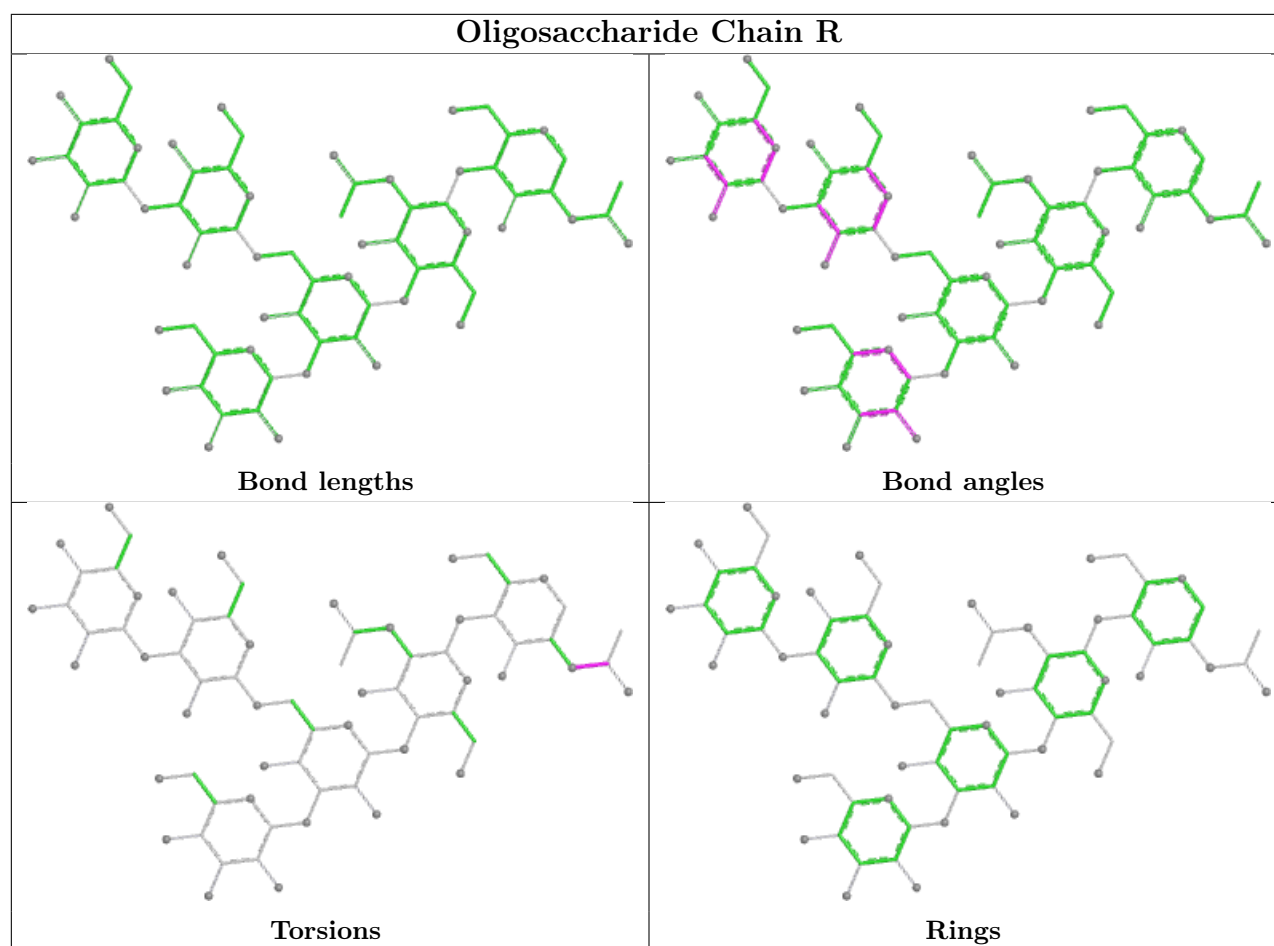 Oligosaccharide Chain R
Bond lengths
Bond angles
Torsions
Rings